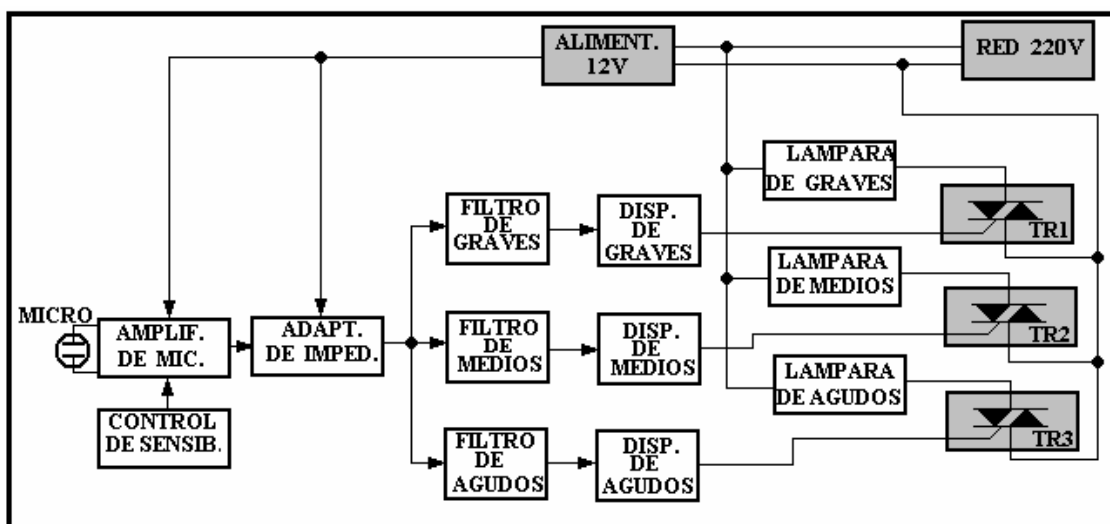 ALIMENT.
12V
RED 220V
LAMPARA
DE GRAVES
FILTRO
DE
GRAVES
DISP.
DE
GRAVES
TR1
LAMPARA
DE MEDIOS
MICRO
AMPLIF.
DE MIC.
ADAPT.
DE IMPED.
FILTRO
DE
MEDIOS
DISP.
DE
MEDIOS
TR2
LAMPARA
DE AGUDOS
CONTROL
DE SENSIB.
FILTRO
DE
AGUDOS
DISP.
DE
AGUDOS
TR3